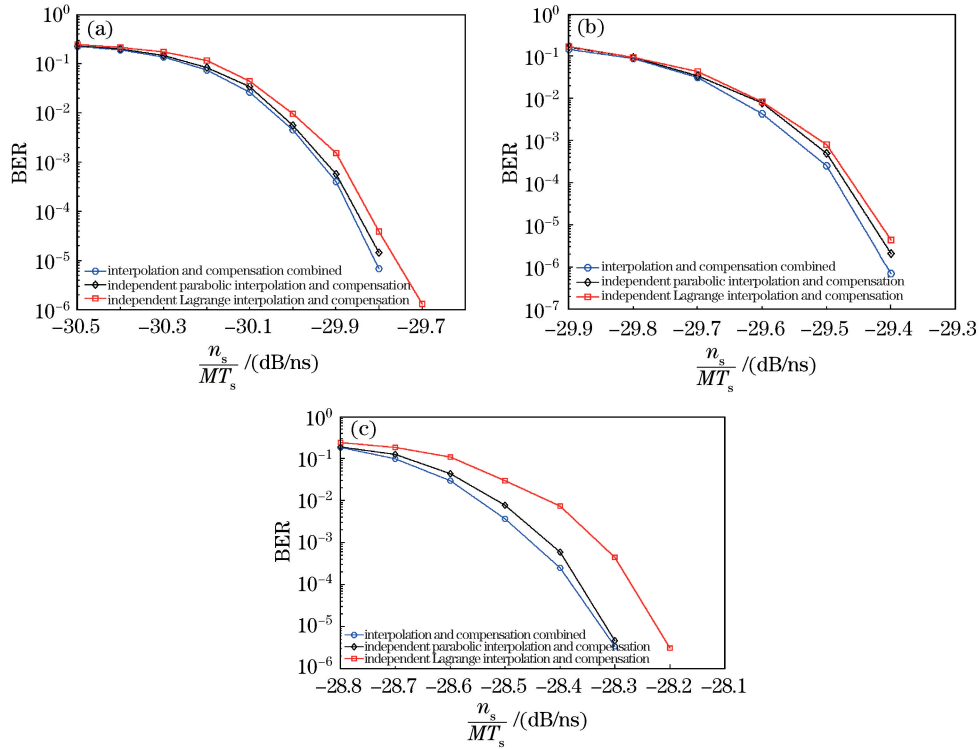 (a)
10^0
10^-1
10^-2
10^-3
10^-4
10^-5
10^-6
BER
interpolation and compensation combined
independent parabolic interpolation and compensation
independent Lagrange interpolation and compensation
-30.5 -30.3 -30.1 -29.9 -29.7
n_s/MT_s /(dB/ns)
(b)
10^0
10^-1
10^-2
10^-3
10^-4
10^-5
10^-6
10^-7
BER
interpolation and compensation combined
independent parabolic interpolation and compensation
independent Lagrange interpolation and compensation
-29.9 -29.8 -29.7 -29.6 -29.5 -29.4 -29.3
n_s/MT_s /(dB/ns)
(c)
10^0
10^-1
10^-2
10^-3
10^-4
10^-5
10^-6
BER
interpolation and compensation combined
independent parabolic interpolation and compensation
independent Lagrange interpolation and compensation
-28.8 -28.7 -28.6 -28.5 -28.4 -28.3 -28.2 -28.1
n_s/MT_s /(dB/ns)